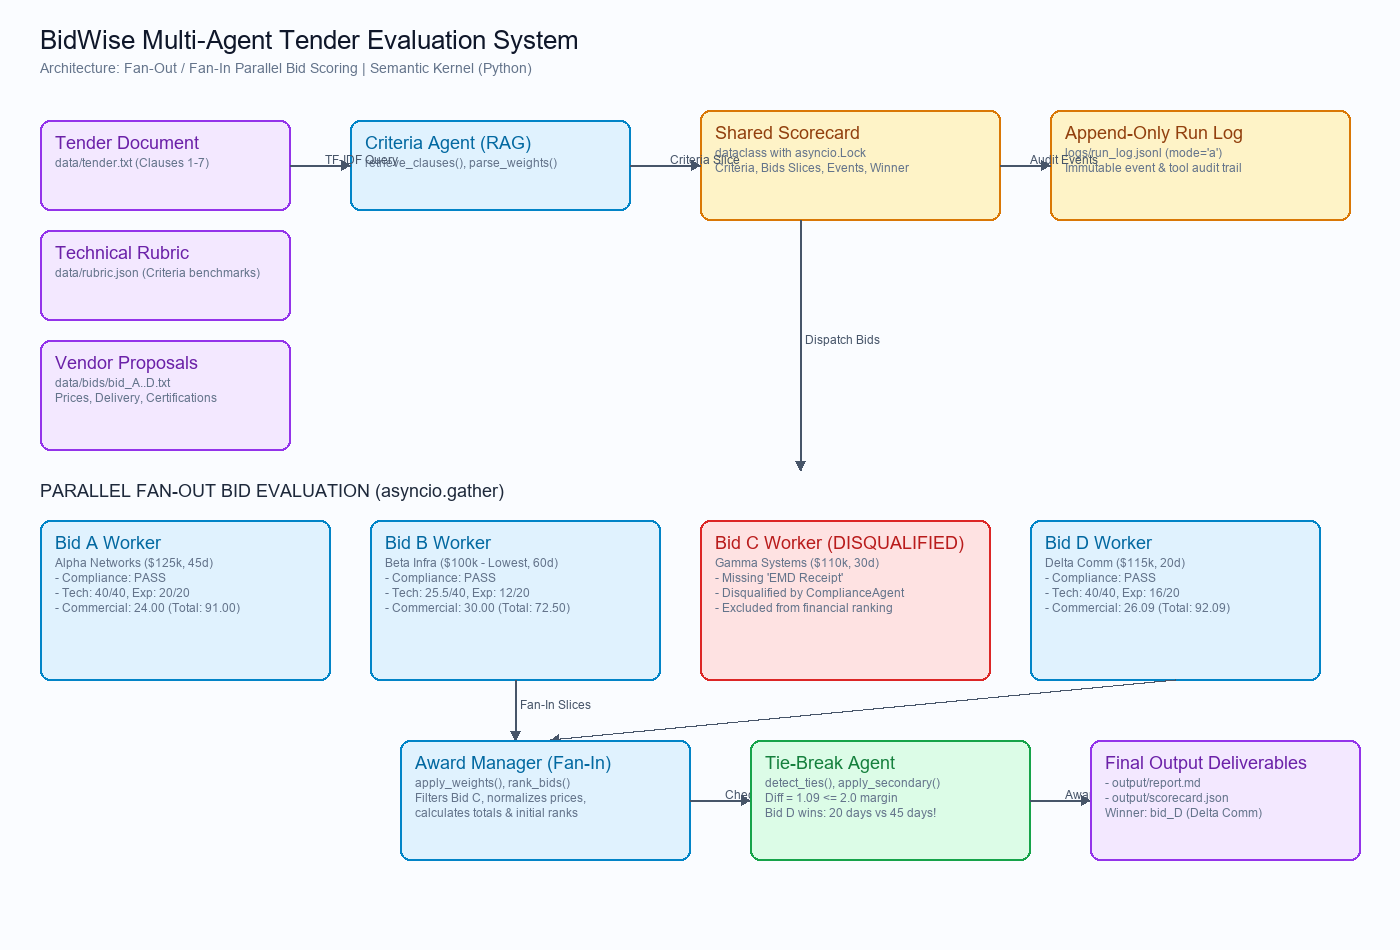 BidWise Multi-Agent Tender Evaluation System
Architecture: Fan-Out / Fan-In Parallel Bid Scoring | Semantic Kernel (Python)
Tender Document
data/tender.txt (Clauses 1-7)
TF-IDF Query
Criteria Agent (RAG)
retrieve_clauses(), parse_weights()
Criteria Slice
Shared Scorecard
dataclass with asyncio.Lock
Criteria, Bids Slices, Events, Winner
Audit Events
Append-Only Run Log
logs/run_log.jsonl (mode='a')
Immutable event & tool audit trail
Technical Rubric
data/rubric.json (Criteria benchmarks)
Vendor Proposals
data/bids/bid_A..D.txt
Prices, Delivery, Certifications
Dispatch Bids
PARALLEL FAN-OUT BID EVALUATION (asyncio.gather)
Bid A Worker
Alpha Networks ($125k, 45d)
- Compliance: PASS
- Tech: 40/40, Exp: 20/20
- Commercial: 24.00 (Total: 91.00)
Bid B Worker
Beta Infra ($100k - Lowest, 60d)
- Compliance: PASS
- Tech: 25.5/40, Exp: 12/20
- Commercial: 30.00 (Total: 72.50)
Bid C Worker (DISQUALIFIED)
Gamma Systems ($110k, 30d)
- Missing 'EMD Receipt'
- Disqualified by ComplianceAgent
- Excluded from financial ranking
Bid D Worker
Delta Comm ($115k, 20d)
- Compliance: PASS
- Tech: 40/40, Exp: 16/20
- Commercial: 26.09 (Total: 92.09)
Fan-In Slices
Award Manager (Fan-In)
apply_weights(), rank_bids()
Filters Bid C, normalizes prices,
calculates totals & initial ranks
Tie-Break Agent
detect_ties(), apply_secondary()
Diff = 1.09 <= 2.0 margin
Bid D wins: 20 days vs 45 days!
Final Output Deliverables
- output/report.md
- output/scorecard.json
Winner: bid_D (Delta Comm)